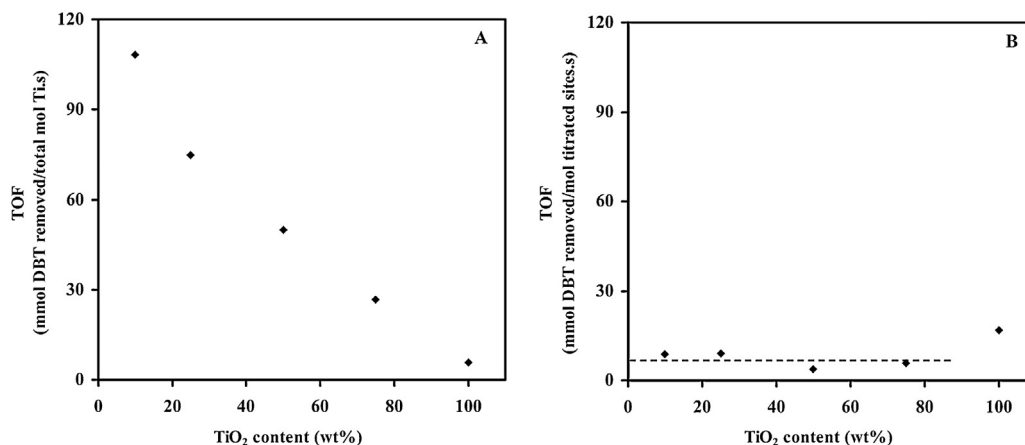 120
90
60
30
0
TOF
(mmol DBT removed/total mol Ti.s)
A
0 20 40 60 80 100
TiO₂ content (wt%)
120
90
60
30
0
TOF
(mmol DBT removed/mol titrated sites.s)
B
0 20 40 60 80 100
TiO₂ content (wt%)